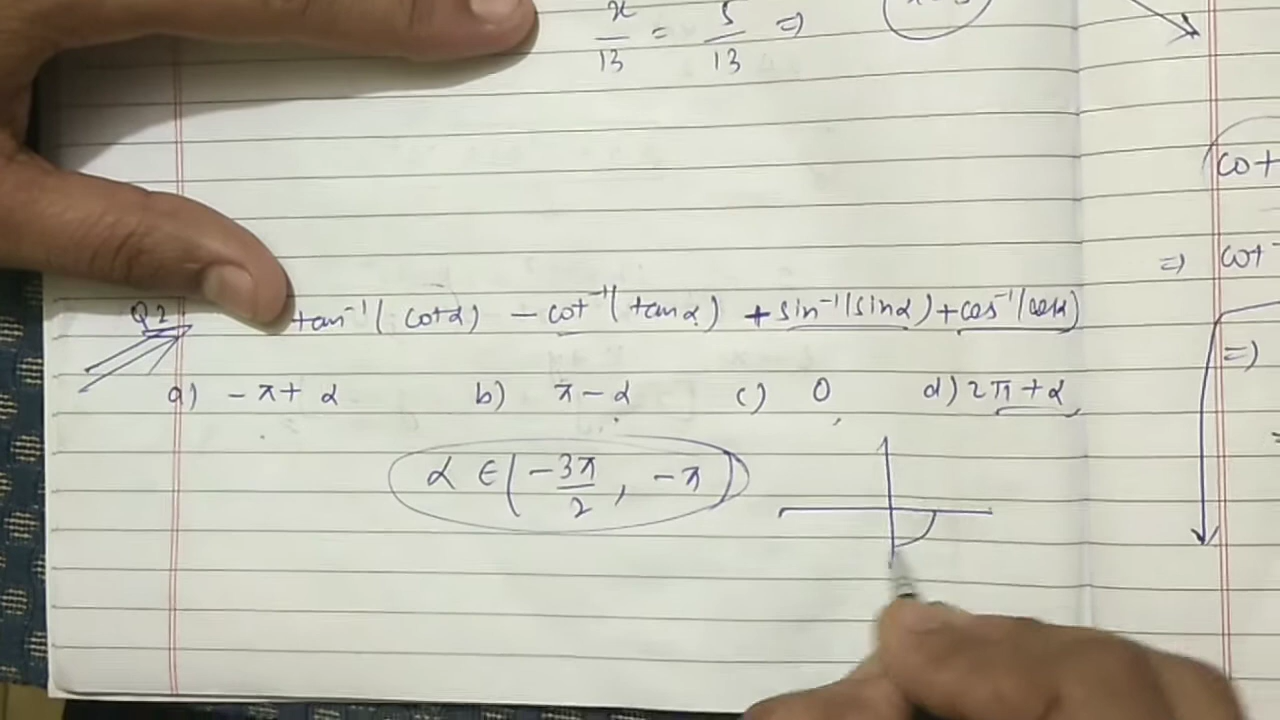 x/13 = 5/13 ⇒
Q2 tan⁻¹(cotα) − cot⁻¹(tanα) + sin⁻¹(sinα) + cos⁻¹(cosα)
a) −π+α b) π−α c) 0 d) 2π+α
α ∈ (−3π/2, −π)
cot
⇒ cot
⇒